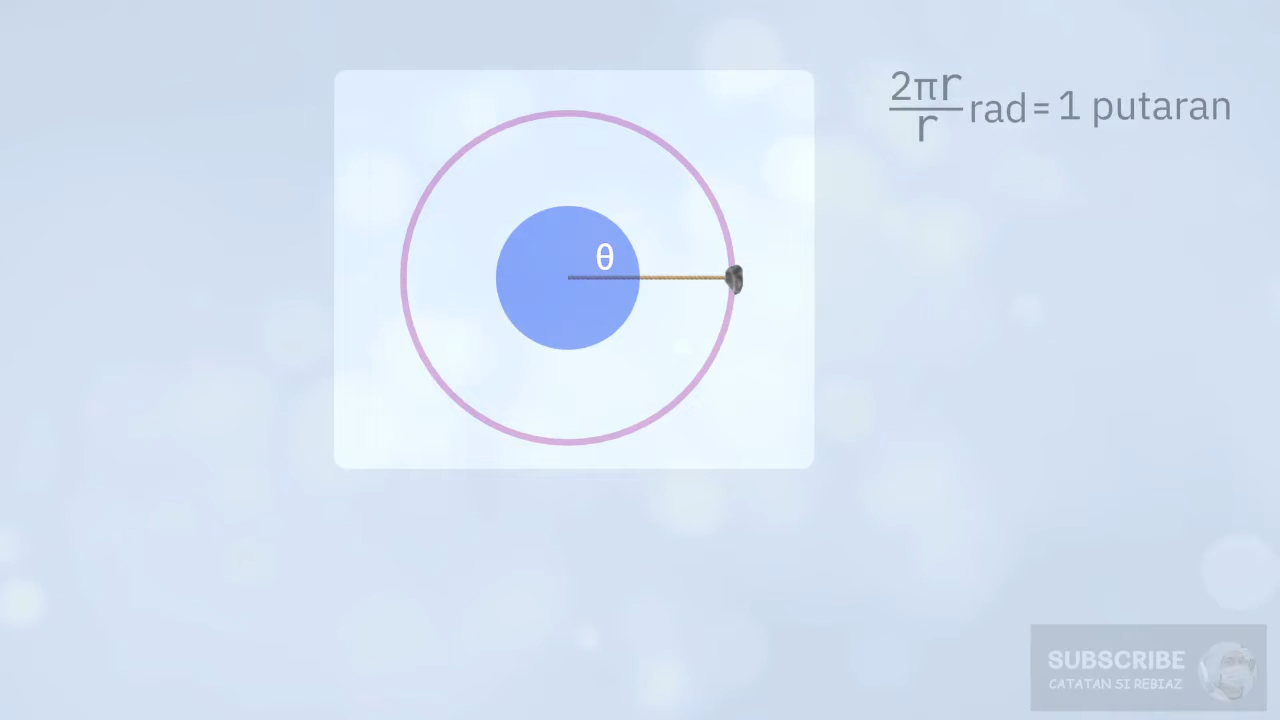 2πr
r
rad = 1 putaran
θ
SUBSCRIBE
CATATAN SI REBIAZ